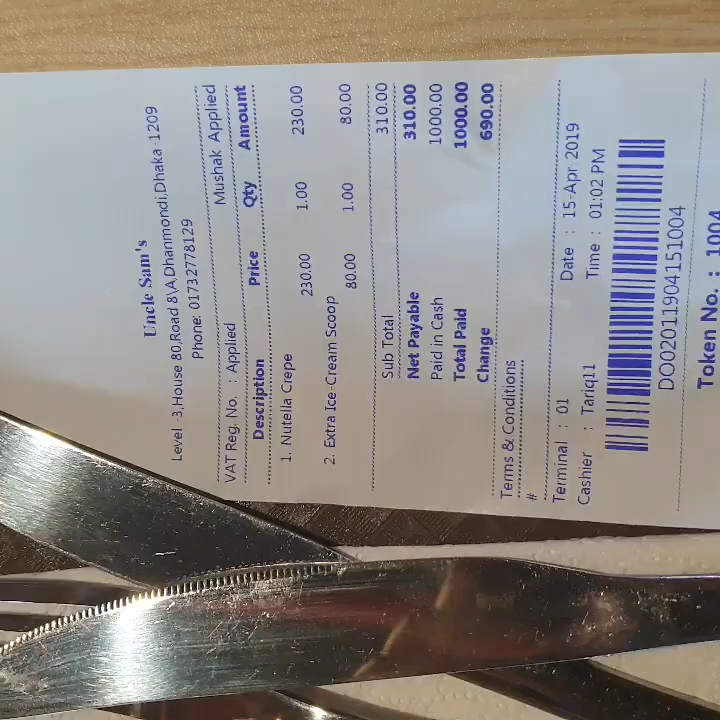 Uncle Sam's
Level -3,House 80,Road 8\A,Dhanmondi,Dhaka-1209
Phone: 01732778129
VAT Reg. No. : Applied Mushak Applied
Description Price Qty Amount
1. Nutella Crepe
230.00 1.00 230.00
2. Extra Ice-Cream Scoop
80.00 1.00 80.00
Sub Total 310.00
Net Payable 310.00
Paid in Cash 1000.00
Total Paid 1000.00
Change 690.00
Terms & Conditions
#
Terminal : 01 Date : 15-Apr 2019
Cashier : Tariq11 Time : 01:02 PM
DO0201190415​1004
Token No. : 1004